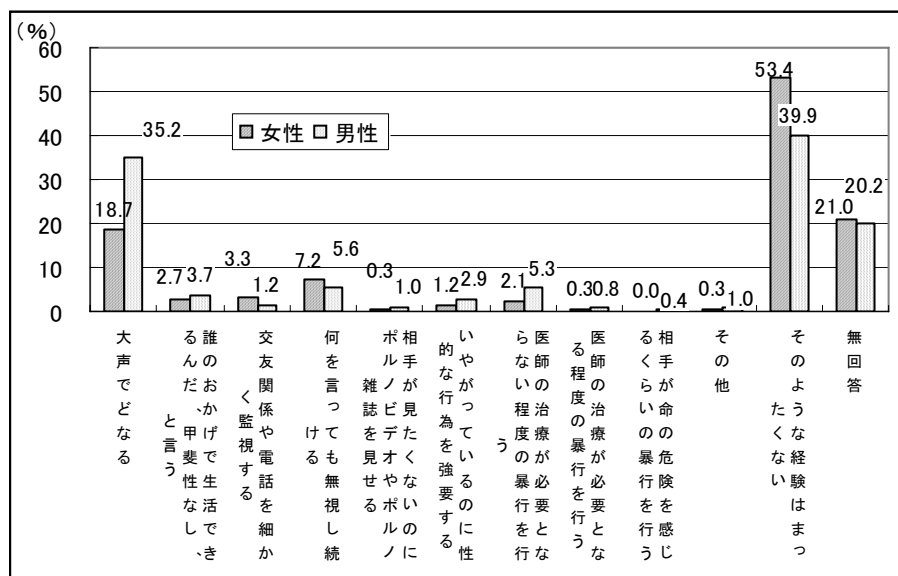 (%)
60
50
40
30
20
10
0
女性 男性
18.7
35.2
2.7
3.7
3.3
1.2
7.2
5.6
0.3
1.0
1.2
2.9
2.1
5.3
0.3
0.8
0.0
0.4
0.3
1.0
53.4
39.9
21.0
20.2
大声でどなる
誰のおかげで生活でき
るんだ、甲斐性なし、
と言う
交友関係や電話を細か
く監視する
何を言っても無視し続
ける
相手が見たくないのに
ポルノビデオやポルノ
雑誌を見せる
いやがっているのに性
的な行為を強要する
医師の治療が必要とな
らない程度の暴行を行
う
医師の治療が必要とな
る程度の暴行を行う
相手が命の危険を感じ
るくらいの暴行を行う
その他
そのような経験はまっ
たくない
無回答